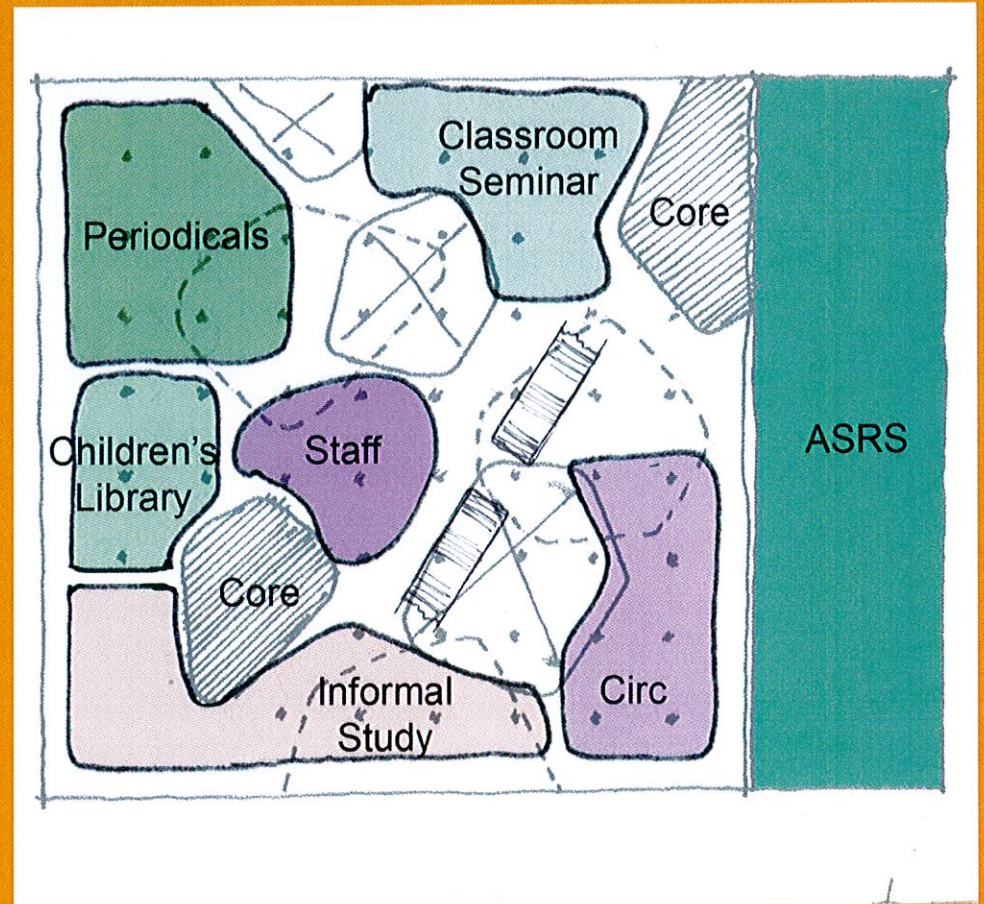 Classroom
Seminar
Core
Periodicals
Children's
Library
Staff
ASRS
Core
Informal
Study
Circ